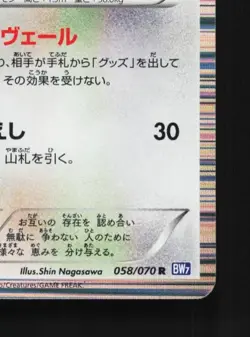 ヴェール
、相手が手札から「グッズ」を出して
その効果を受けない。
えし 30
山札を引く。
お互いの 存在を 認め合い
無駄に 争わない 人のために
様々な 恵みを 分け与える。
Illus.Shin Nagasawa 058/070 R BW7
/Creatures/GAME FREAK